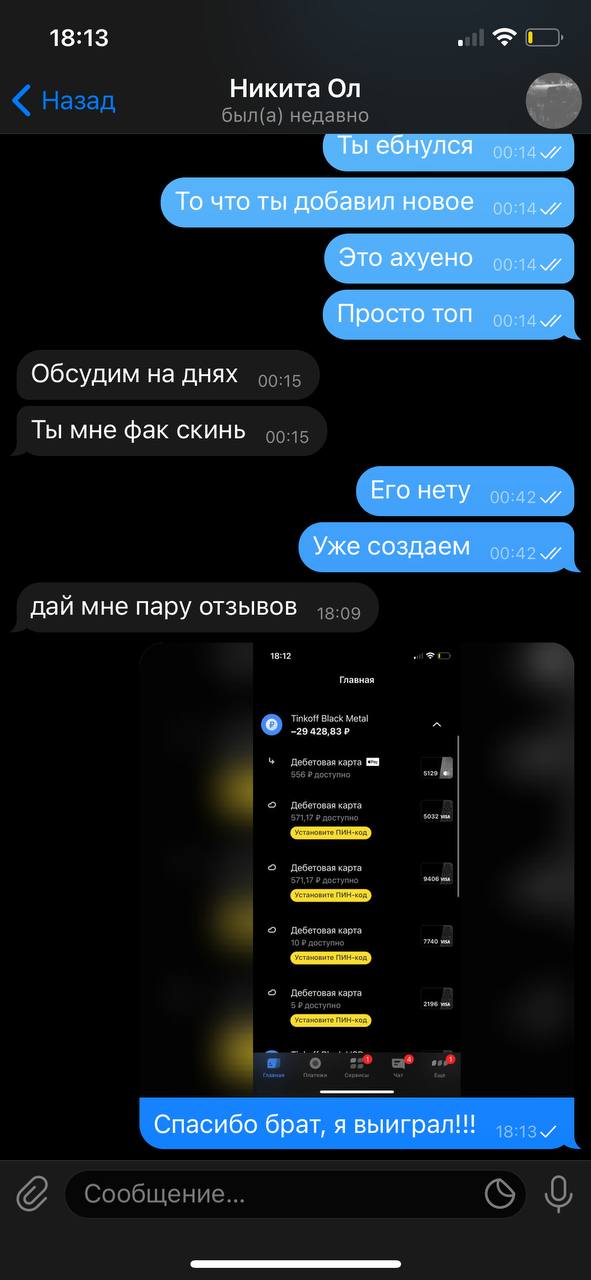 18:13
Назад
Никита Ол
был(а) недавно
Ты ебнулся 00:14
То что ты добавил новое 00:14
Это ахуено 00:14
Просто топ 00:14
Обсудим на днях 00:15
Ты мне фак скинь 00:15
Его нету 00:42
Уже создаем 00:42
дай мне пару отзывов 18:09
18:12
Главная
Tinkoff Black Metal
−29 428,83 ₽
Дебетовая карта Pay
556 ₽ доступно
5129
Дебетовая карта
571,17 ₽ доступно
5032 VISA
Установите ПИН-код
Дебетовая карта
571,17 ₽ доступно
9406 VISA
Установите ПИН-код
Дебетовая карта
10 ₽ доступно
7740 VISA
Установите ПИН-код
Дебетовая карта
5 ₽ доступно
2196 VISA
Установите ПИН-код
1 4 1
Главная Платежи Сервисы Чат Ещё
Спасибо брат, я выиграл!!! 18:13
Сообщение...